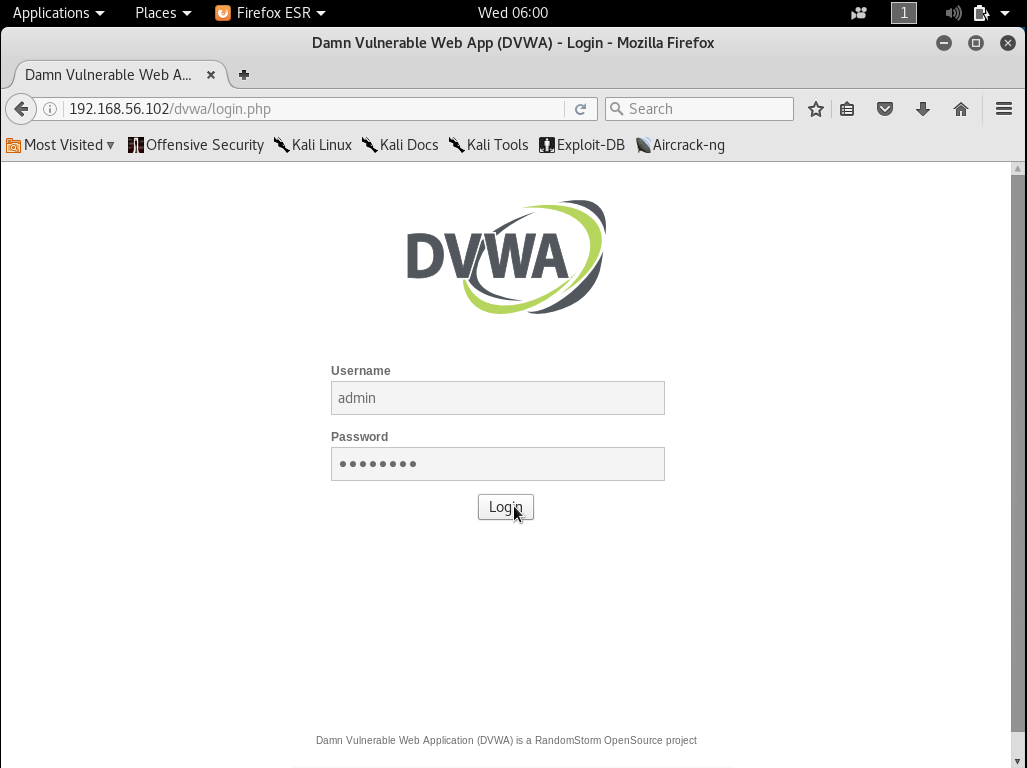 Applications Places Firefox ESR Wed 06:00 1
Damn Vulnerable Web App (DVWA) - Login - Mozilla Firefox
Damn Vulnerable Web A...
192.168.56.102/dvwa/login.php Search
Most Visited Offensive Security Kali Linux Kali Docs Kali Tools Exploit-DB Aircrack-ng
DVWA
Username
admin
Password
Login
Damn Vulnerable Web Application (DVWA) is a RandomStorm OpenSource project